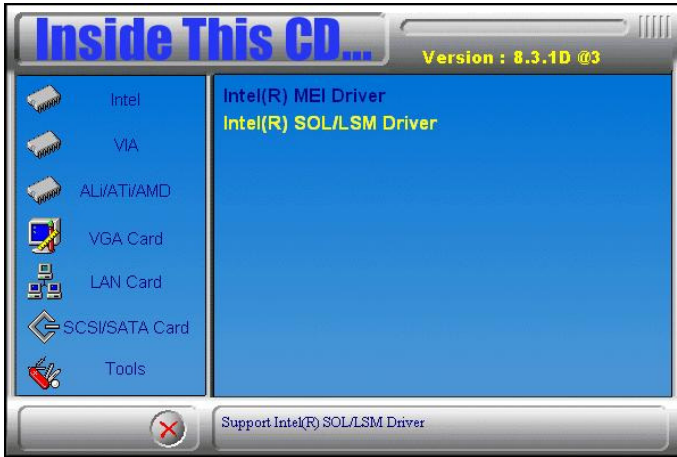 Inside This CD...
Version : 8.3.1D @3
Intel
VIA
ALi/ATi/AMD
VGA Card
LAN Card
SCSI/SATA Card
Tools
Intel(R) MEI Driver
Intel(R) SOL/LSM Driver
Support Intel(R) SOL/LSM Driver